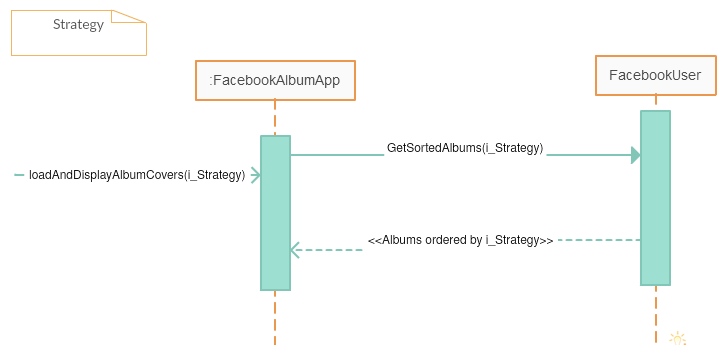 Strategy
:FacebookAlbumApp
FacebookUser
GetSortedAlbums(i_Strategy)
loadAndDisplayAlbumCovers(i_Strategy)
<<Albums ordered by i_Strategy>>